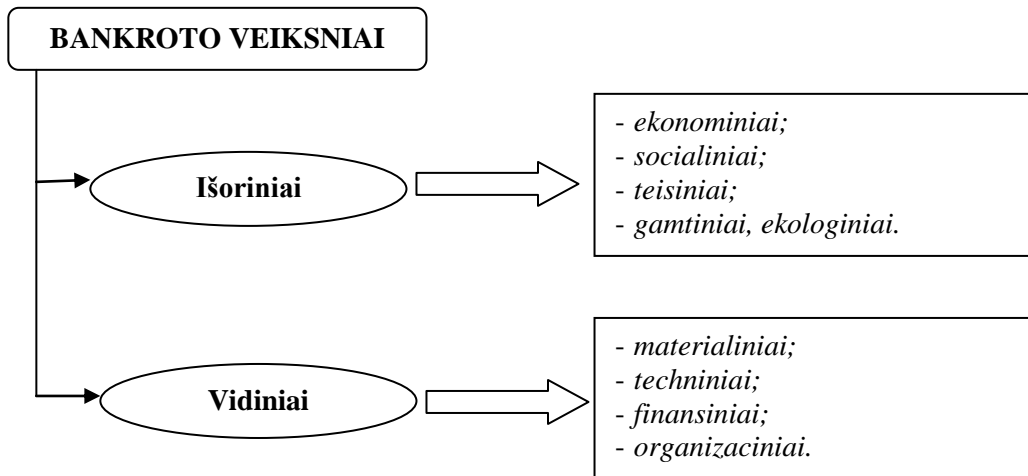 BANKROTO VEIKSNIAI
Išoriniai
- ekonominiai;
- socialiniai;
- teisiniai;
- gamtiniai, ekologiniai.
Vidiniai
- materialiniai;
- techniniai;
- finansiniai;
- organizaciniai.